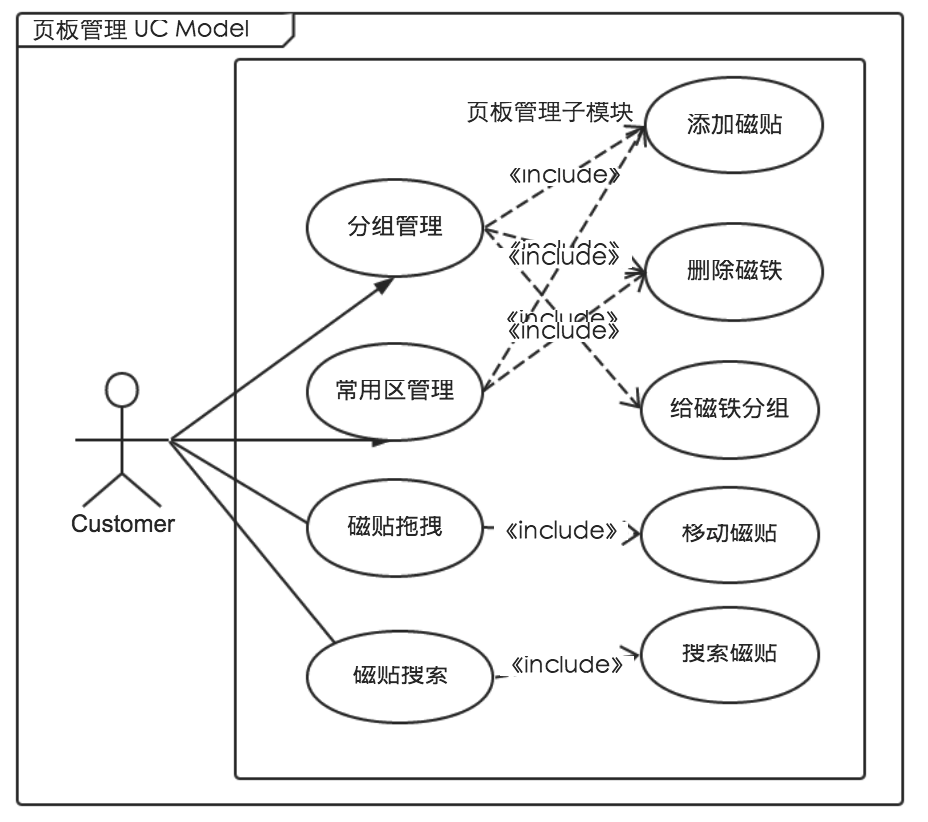 页板管理 UC Model
页板管理子模块
添加磁贴
《include》
分组管理
《include》
删除磁铁
《include》
《include》
常用区管理
给磁铁分组
Customer
磁贴拖拽
《include》
移动磁贴
磁贴搜索
《include》
搜索磁贴